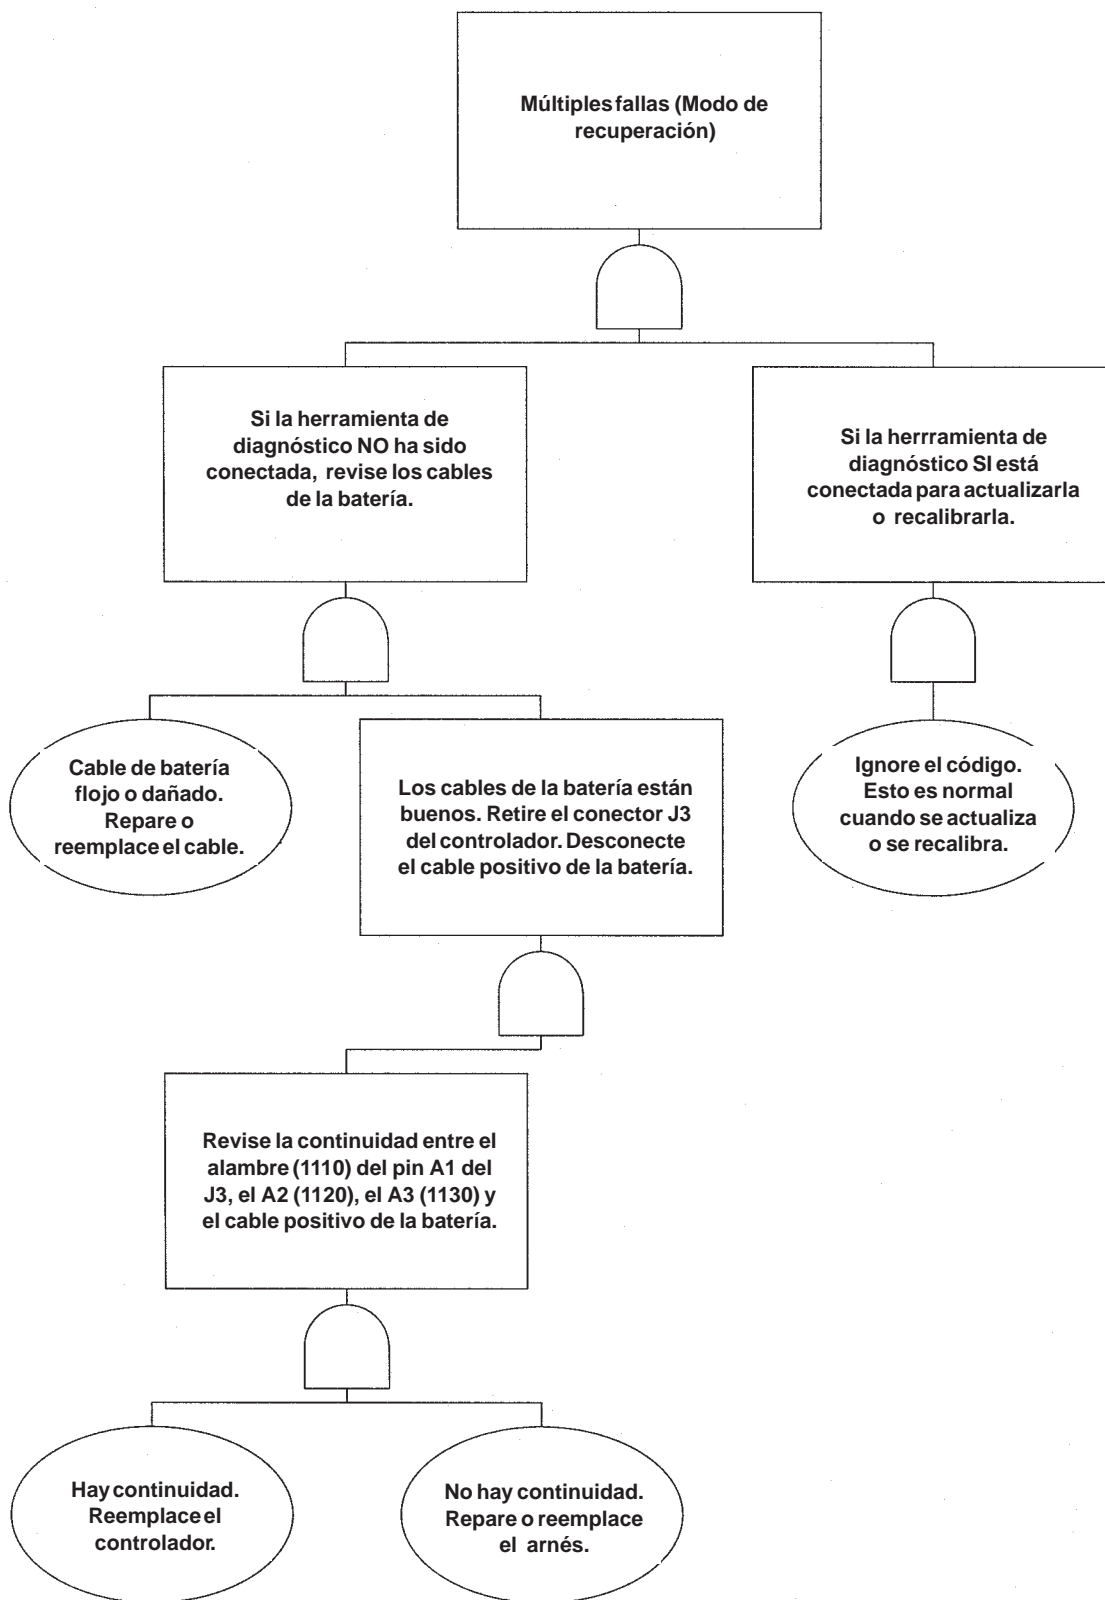 Múltiples fallas (Modo de
recuperación)
Si la herramienta de
diagnóstico NO ha sido
conectada, revise los cables
de la batería.
Si la herrramienta de
diagnóstico SI está
conectada para actualizarla
o recalibrarla.
Cable de batería
flojo o dañado.
Repare o
reemplace el cable.
Los cables de la batería están
buenos. Retire el conector J3
del controlador. Desconecte
el cable positivo de la batería.
Ignore el código.
Esto es normal
cuando se actualiza
o se recalibra.
Revise la continuidad entre el
alambre (1110) del pin A1 del
J3, el A2 (1120), el A3 (1130) y
el cable positivo de la batería.
Hay continuidad.
Reemplace el
controlador.
No hay continuidad.
Repare o reemplace
el arnés.